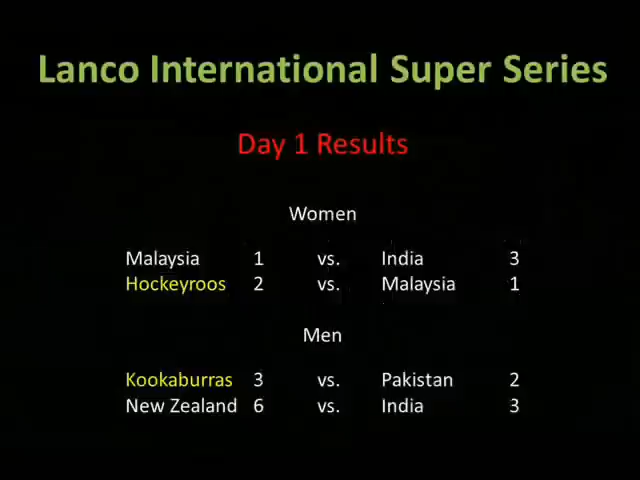 Lanco International Super Series
Day 1 Results
Women
Malaysia 1 vs. India 3
Hockeyroos 2 vs. Malaysia 1
Men
Kookaburras 3 vs. Pakistan 2
New Zealand 6 vs. India 3